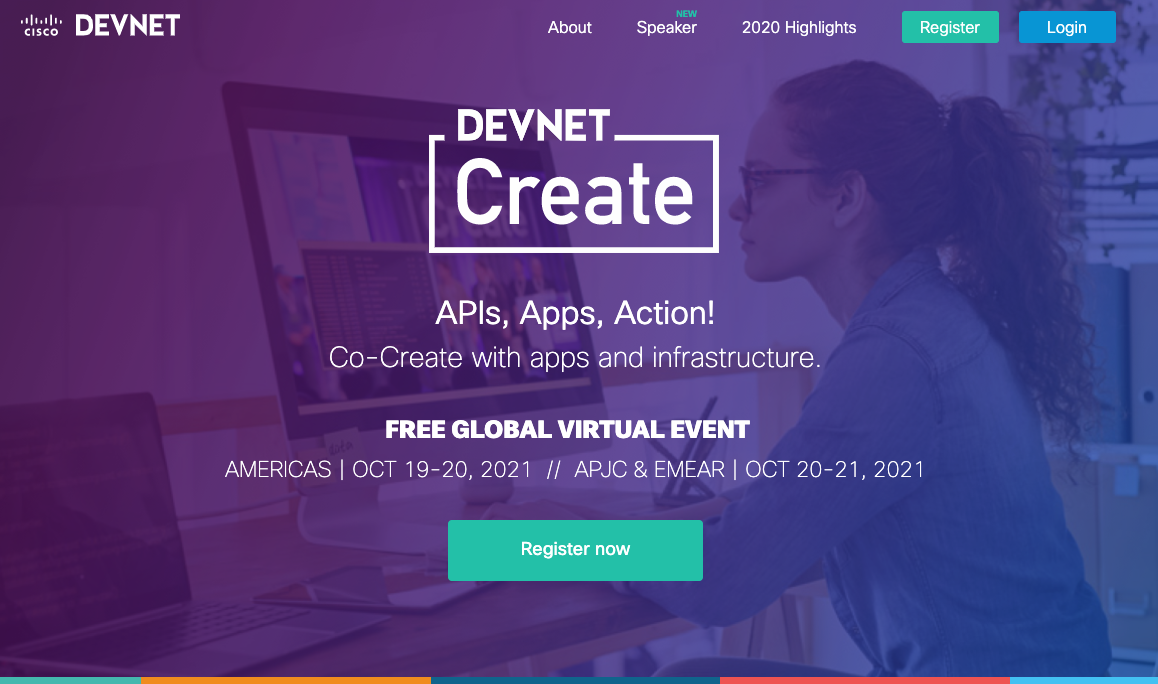 CISCO DEVNET
About
Speaker
NEW
2020 Highlights
Register
Login
DEVNET
Create
APIs, Apps, Action!
Co-Create with apps and infrastructure.
FREE GLOBAL VIRTUAL EVENT
AMERICAS | OCT 19-20, 2021 // APJC & EMEAR | OCT 20-21, 2021
Register now